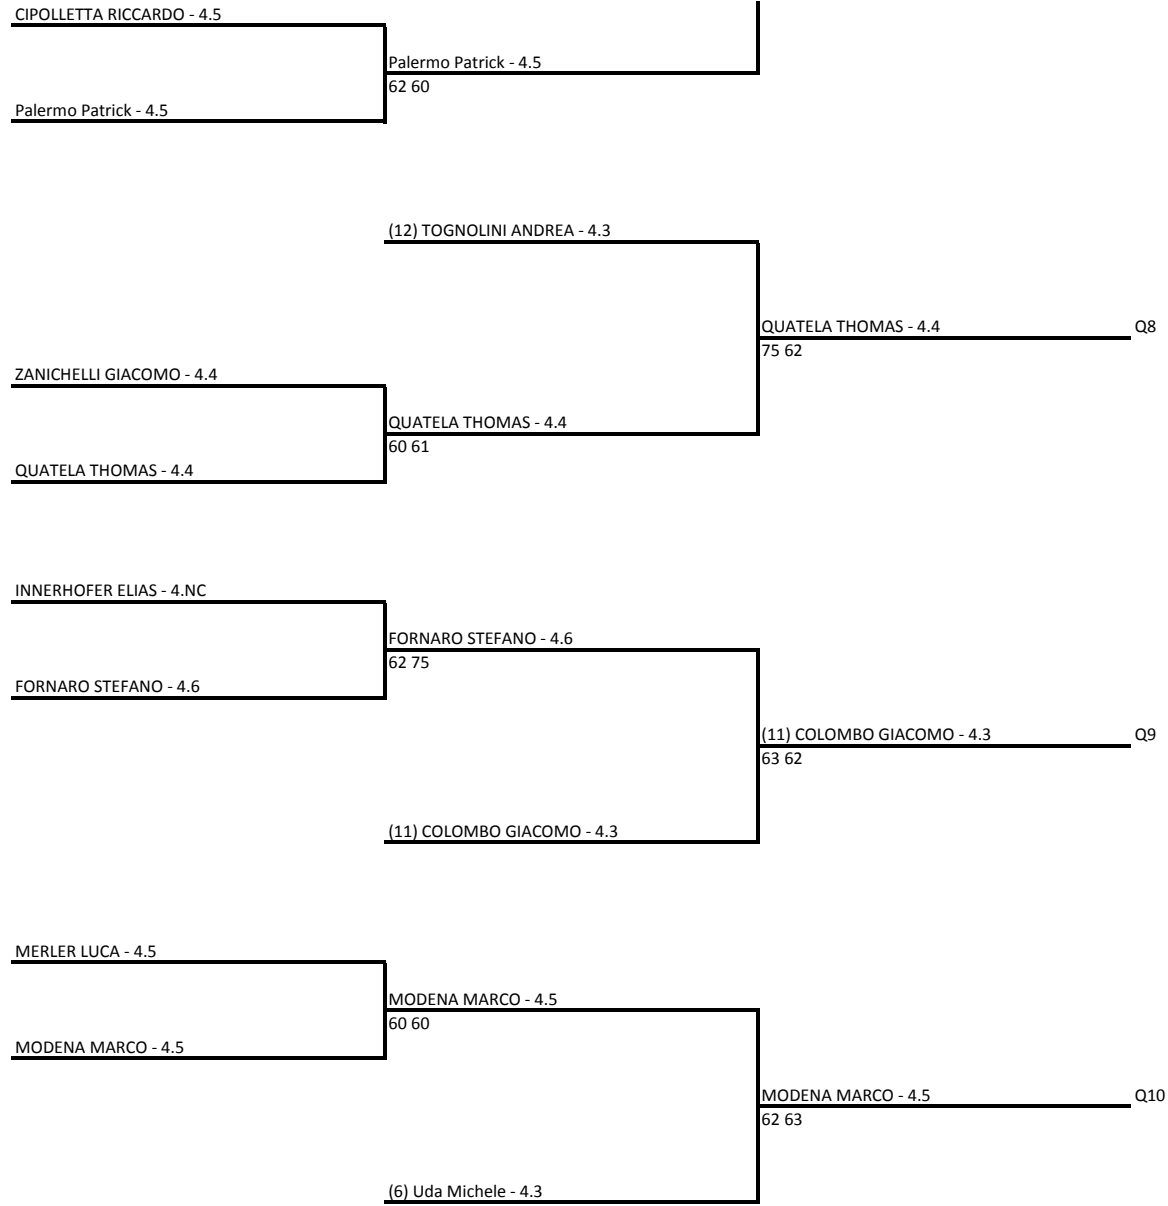 CIPOLLETTA RICCARDO - 4.5
Palermo Patrick - 4.5
62 60
Palermo Patrick - 4.5
(12) TOGNOLINI ANDREA - 4.3
QUATELA THOMAS - 4.4 Q8
75 62
ZANICHELLI GIACOMO - 4.4
QUATELA THOMAS - 4.4
60 61
QUATELA THOMAS - 4.4
INNERHOFER ELIAS - 4.NC
FORNARO STEFANO - 4.6
62 75
FORNARO STEFANO - 4.6
(11) COLOMBO GIACOMO - 4.3 Q9
63 62
(11) COLOMBO GIACOMO - 4.3
MERLER LUCA - 4.5
MODENA MARCO - 4.5
60 60
MODENA MARCO - 4.5
MODENA MARCO - 4.5 Q10
62 63
(6) Uda Michele - 4.3